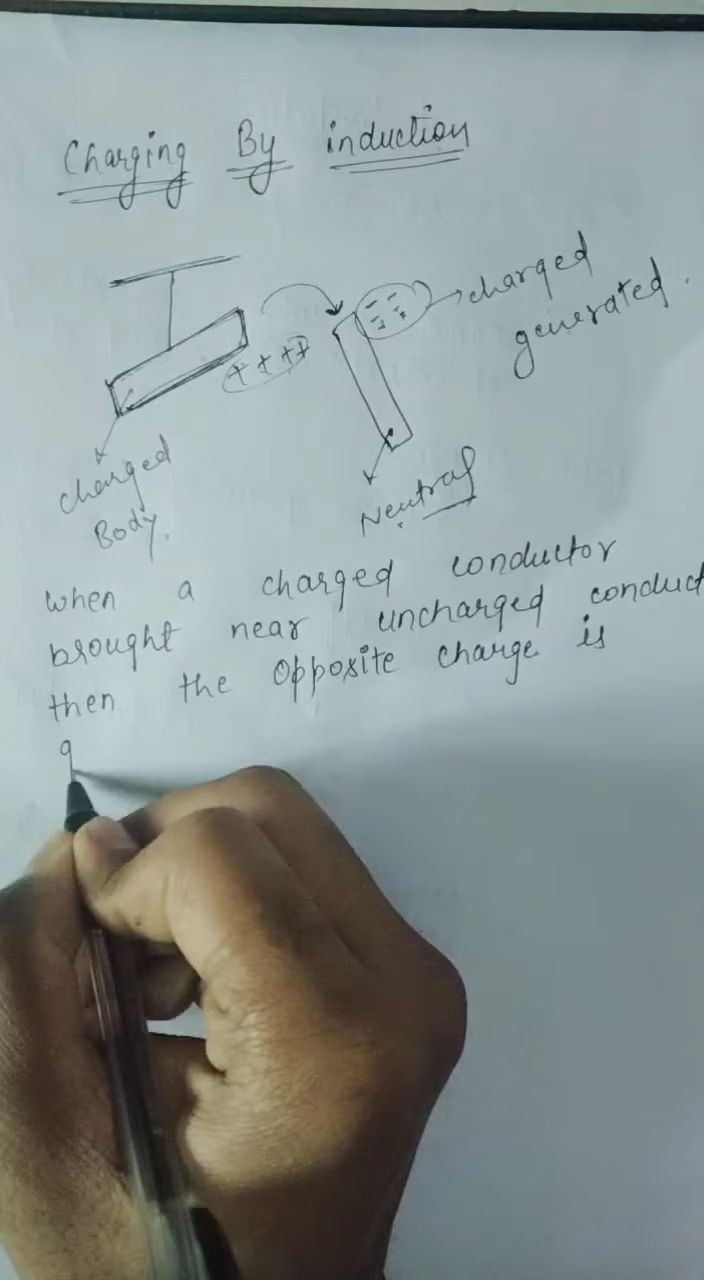 Charging By induction
charged
generated.
+ + + +
- - - -
charged
Body.
Neutral
when a charged conductor
brought near uncharged conduct
then the opposite charge is
g